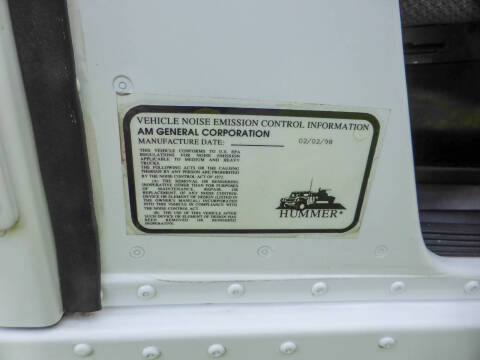 VEHICLE NOISE EMISSION CONTROL INFORMATION
AM GENERAL CORPORATION
MANUFACTURE DATE: 02/02/98
THIS VEHICLE CONFORMS TO U.S. EPA
REGULATIONS FOR NOISE EMISSION
APPLICABLE TO MEDIUM AND HEAVY
TRUCKS.
THE FOLLOWING ACTS OR THE CAUSING
THEREOF BY ANY PERSON ARE PROHIBITED
BY THE NOISE CONTROL ACT OF 1972.
(A) THE REMOVAL OR RENDERING
INOPERATIVE OTHER THAN FOR PURPOSES
OF MAINTENANCE, REPAIR OR
REPLACEMENT, OF ANY NOISE CONTROL
DEVICE OR ELEMENT OF DESIGN (LISTED IN
THE OWNER'S MANUAL) INCORPORATED
INTO THIS VEHICLE IN COMPLIANCE WITH
THE NOISE CONTROL ACT.
(B) THE USE OF THIS VEHICLE AFTER
SUCH DEVICE OR ELEMENT OF DESIGN HAS
BEEN REMOVED OR RENDERED
INOPERATIVE.
HUMMER